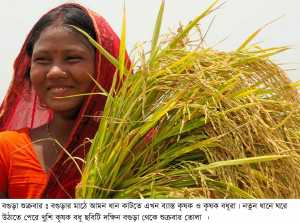 বগুড়া শুক্রবার ঃ বগুড়ার মাঠে আমন ধান কাটতে এখন ব্যস্ত কৃষক ও কৃষক বধুরা । নতুন ধানে ঘরে
উঠাতে পেরে খুশি কৃষক বধু ছবিটি দক্ষিন বগুড়া থেকে শুক্রবার তোলা ।